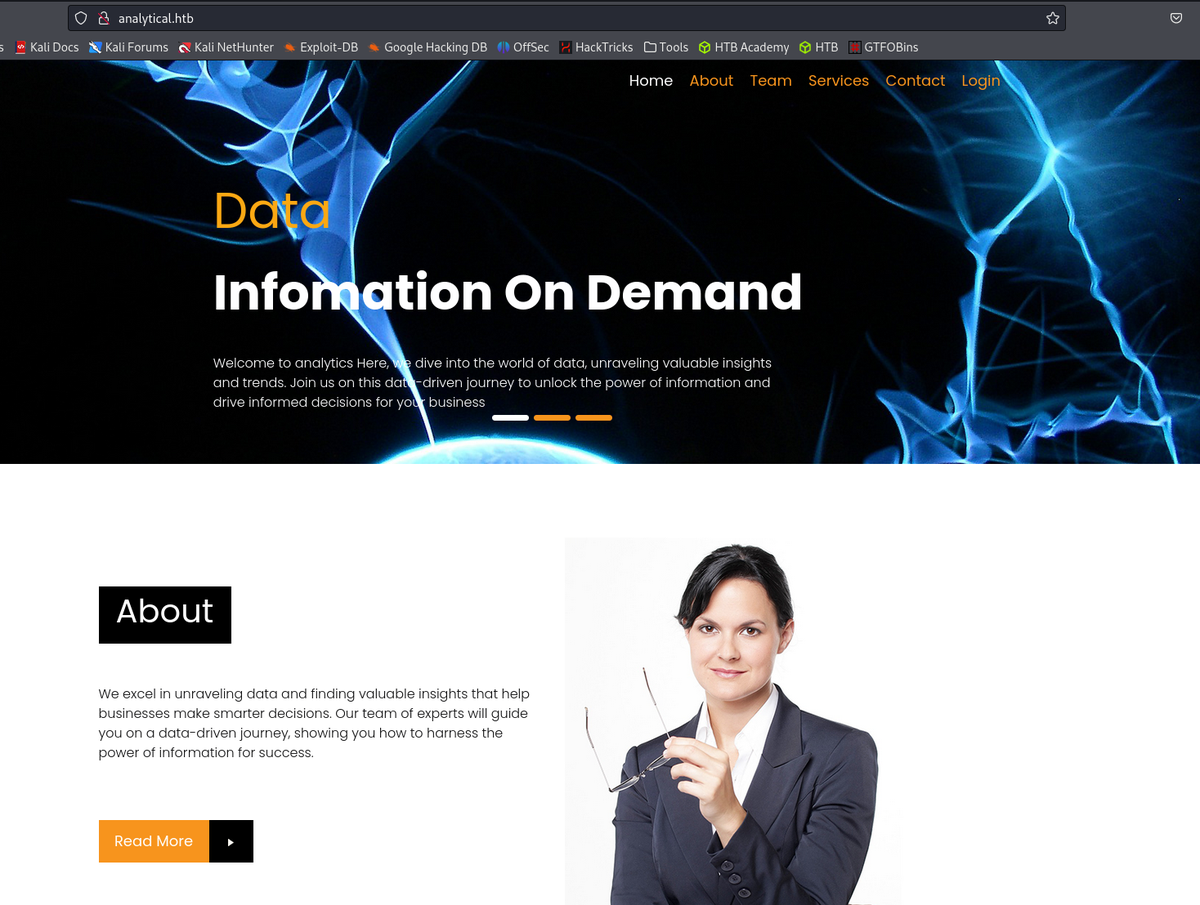 analytical.htb
s Kali Docs Kali Forums Kali NetHunter Exploit-DB Google Hacking DB OffSec HackTricks Tools HTB Academy HTB GTFOBins
Home About Team Services Contact Login
Data
Infomation On Demand
Welcome to analytics Here, we dive into the world of data, unraveling valuable insights
and trends. Join us on this data-driven journey to unlock the power of information and
drive informed decisions for your business
About
We excel in unraveling data and finding valuable insights that help
businesses make smarter decisions. Our team of experts will guide
you on a data-driven journey, showing you how to harness the
power of information for success.
Read More